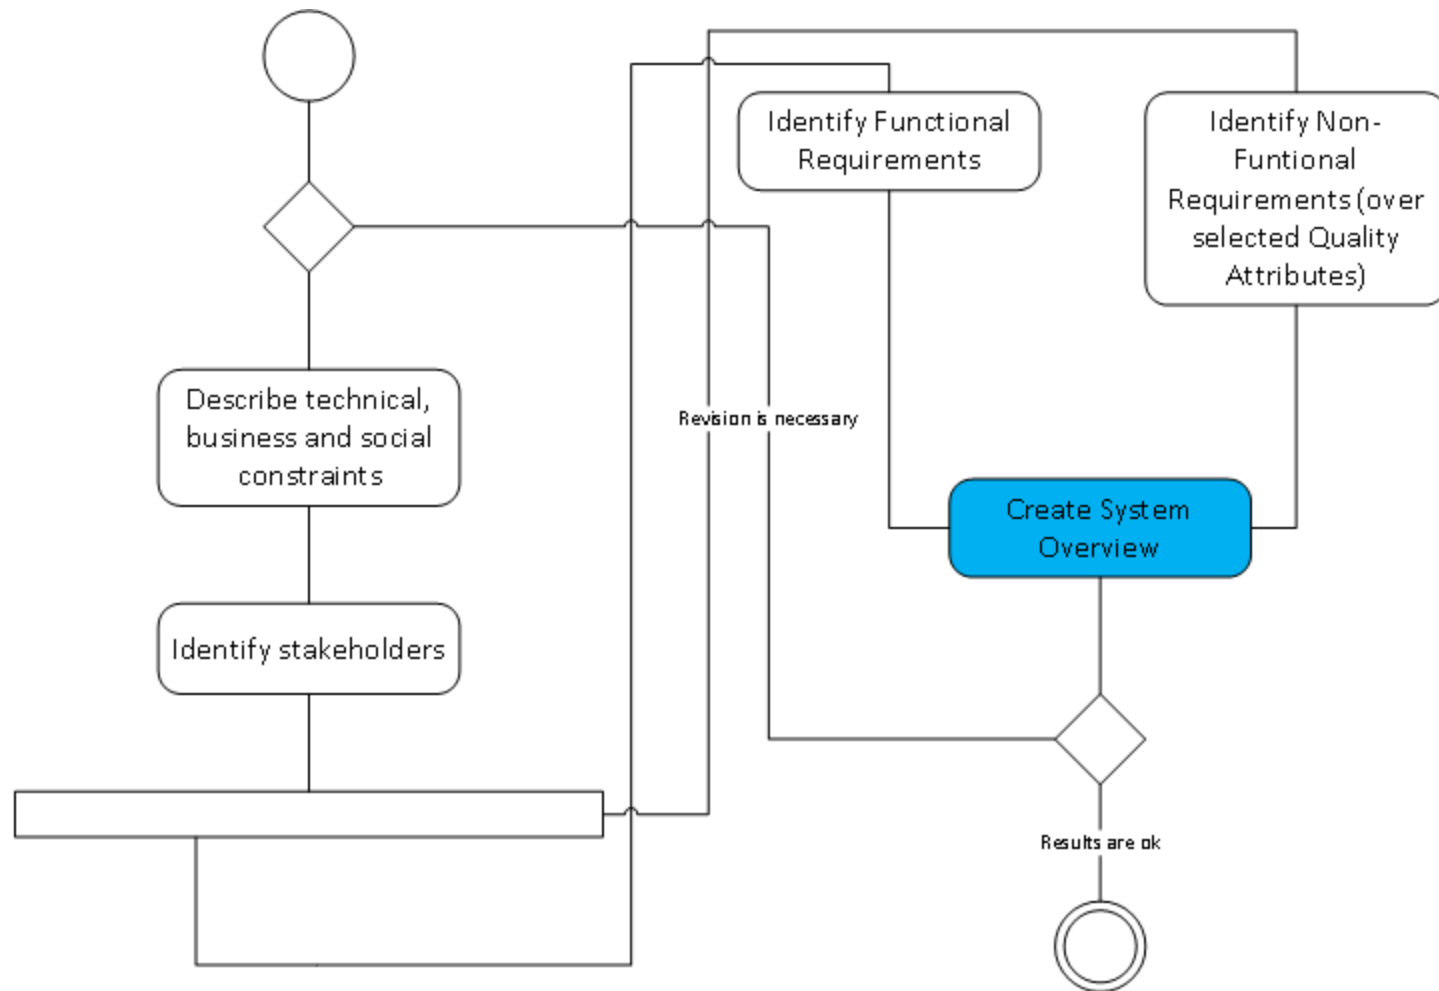 Identify Functional
Requirements
Identify Non-
Funtional
Requirements (over
selected Quality
Attributes)
Describe technical,
business and social
constraints
Revision is necessary
Create System
Overview
Identify stakeholders
Results are ok